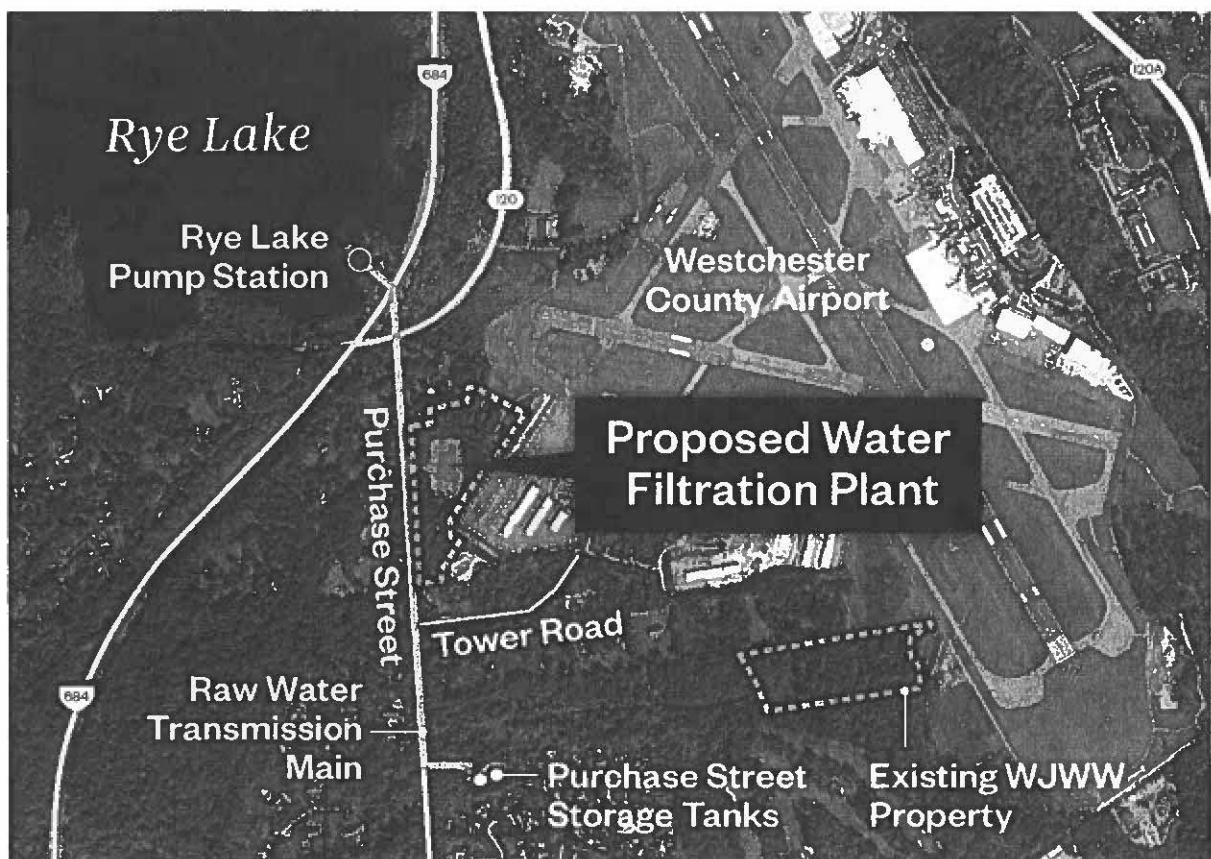 684
120A
Rye Lake
120
Rye Lake
Pump Station
Westchester
County Airport
Purchase Street
Proposed Water
Filtration Plant
Tower Road
684
Raw Water
Transmission
Main
Purchase Street
Storage Tanks
Existing WJWW
Property